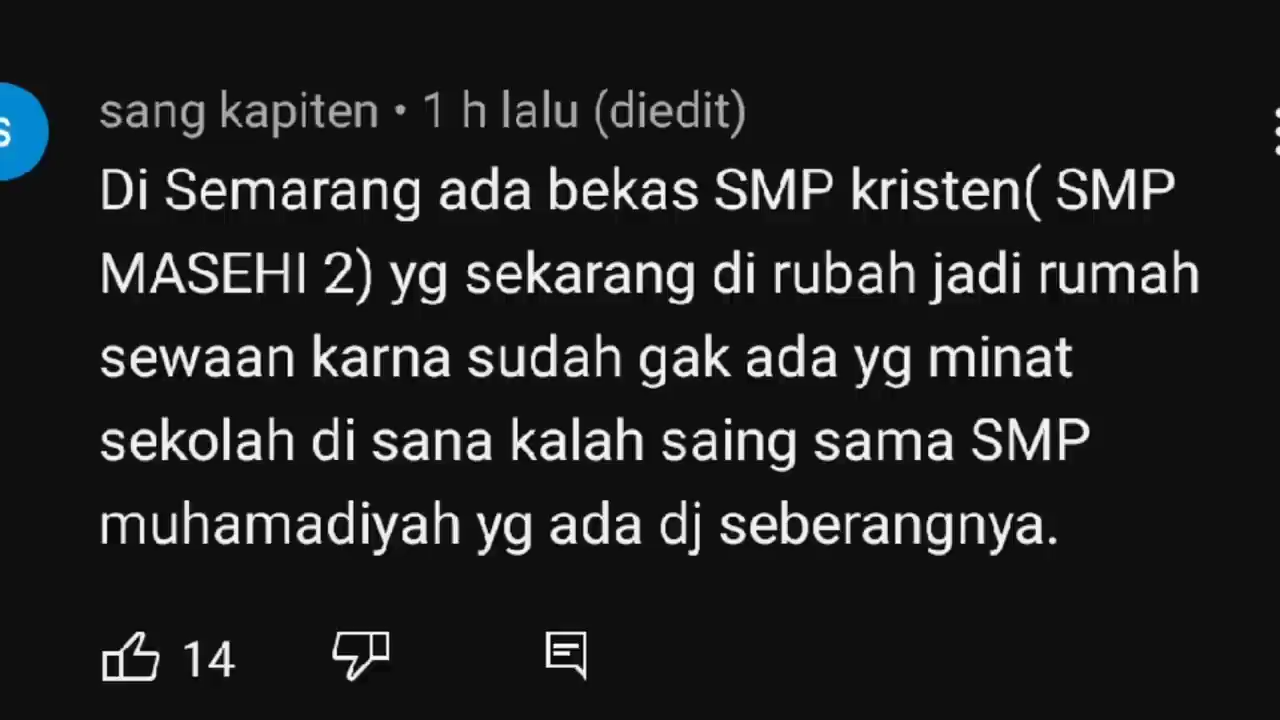 S
sang kapiten • 1 h lalu (diedit)
Di Semarang ada bekas SMP kristen( SMP
MASEHI 2) yg sekarang di rubah jadi rumah
sewaan karna sudah gak ada yg minat
sekolah di sana kalah saing sama SMP
muhamadiyah yg ada dj seberangnya.
14